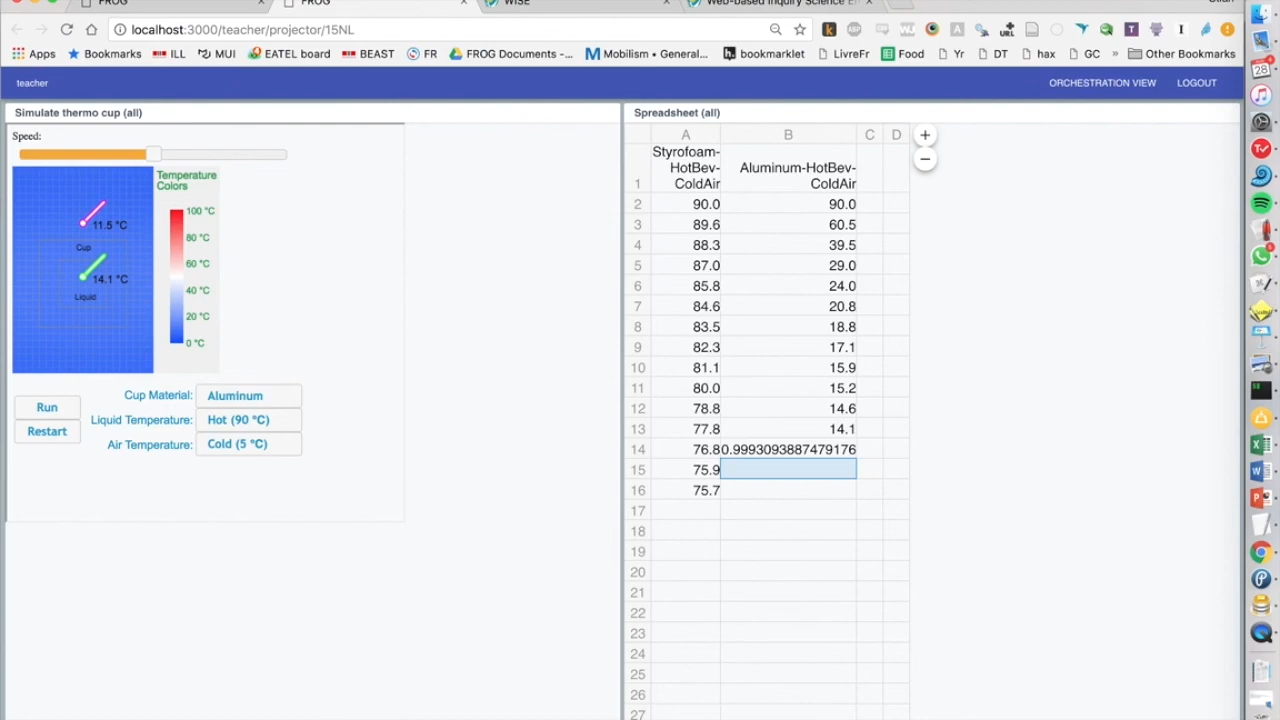 FROG
FROG
WISE
Web-based Inquiry Science En
localhost:3000/teacher/projector/15NL
Apps Bookmarks ILL MUI EATEL board BEAST FR FROG Documents -... Mobilism • General... bookmarklet LivreFr Food Yr DT hax GC » Other Bookmarks
teacher ORCHESTRATION VIEW LOGOUT
Simulate thermo cup (all)
Speed:
Temperature
Colors
100 °C
80 °C
60 °C
40 °C
20 °C
0 °C
11.5 °C
Cup
14.1 °C
Liquid
Run
Restart
Cup Material: Aluminum
Liquid Temperature: Hot (90 °C)
Air Temperature: Cold (5 °C)
Spreadsheet (all)
A B C D +
−
1 Styrofoam-HotBev-ColdAir Aluminum-HotBev-ColdAir
2 90.0 90.0
3 89.6 60.5
4 88.3 39.5
5 87.0 29.0
6 85.8 24.0
7 84.6 20.8
8 83.5 18.8
9 82.3 17.1
10 81.1 15.9
11 80.0 15.2
12 78.8 14.6
13 77.8 14.1
14 76.8 0.9993093887479176
15 75.9
16 75.7
17
18
19
20
21
22
23
24
25
26
27